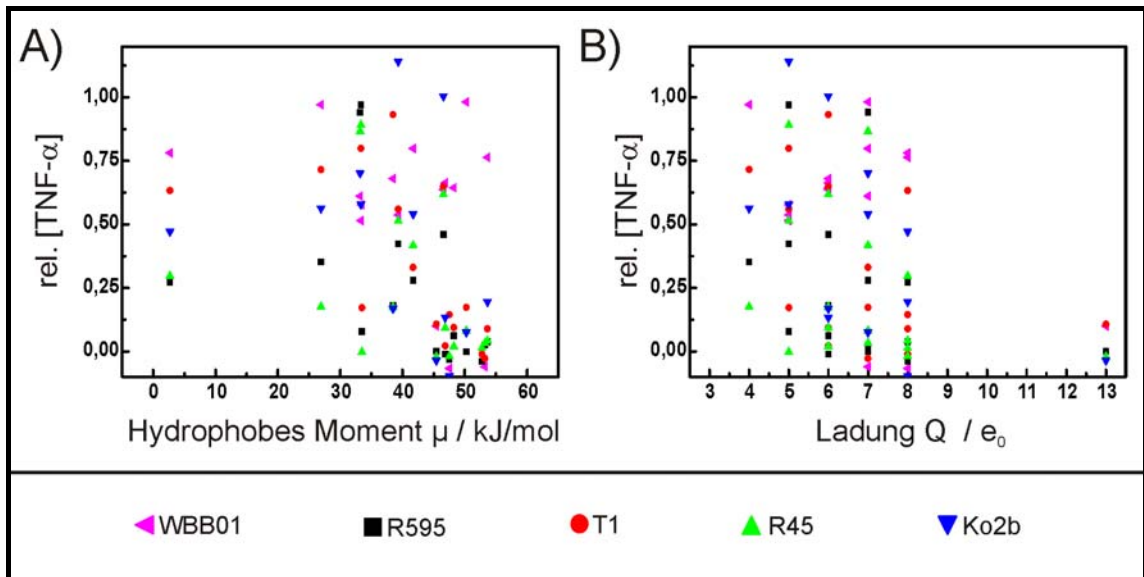 A)
B)
rel. [TNF-α]
1,00
0,75
0,50
0,25
0,00
0 10 20 30 40 50 60
Hydrophobes Moment µ / kJ/mol
rel. [TNF-α]
1,00
0,75
0,50
0,25
0,00
3 4 5 6 7 8 9 10 11 12 13
Ladung Q / e₀
WBB01 R595 T1 R45 Ko2b